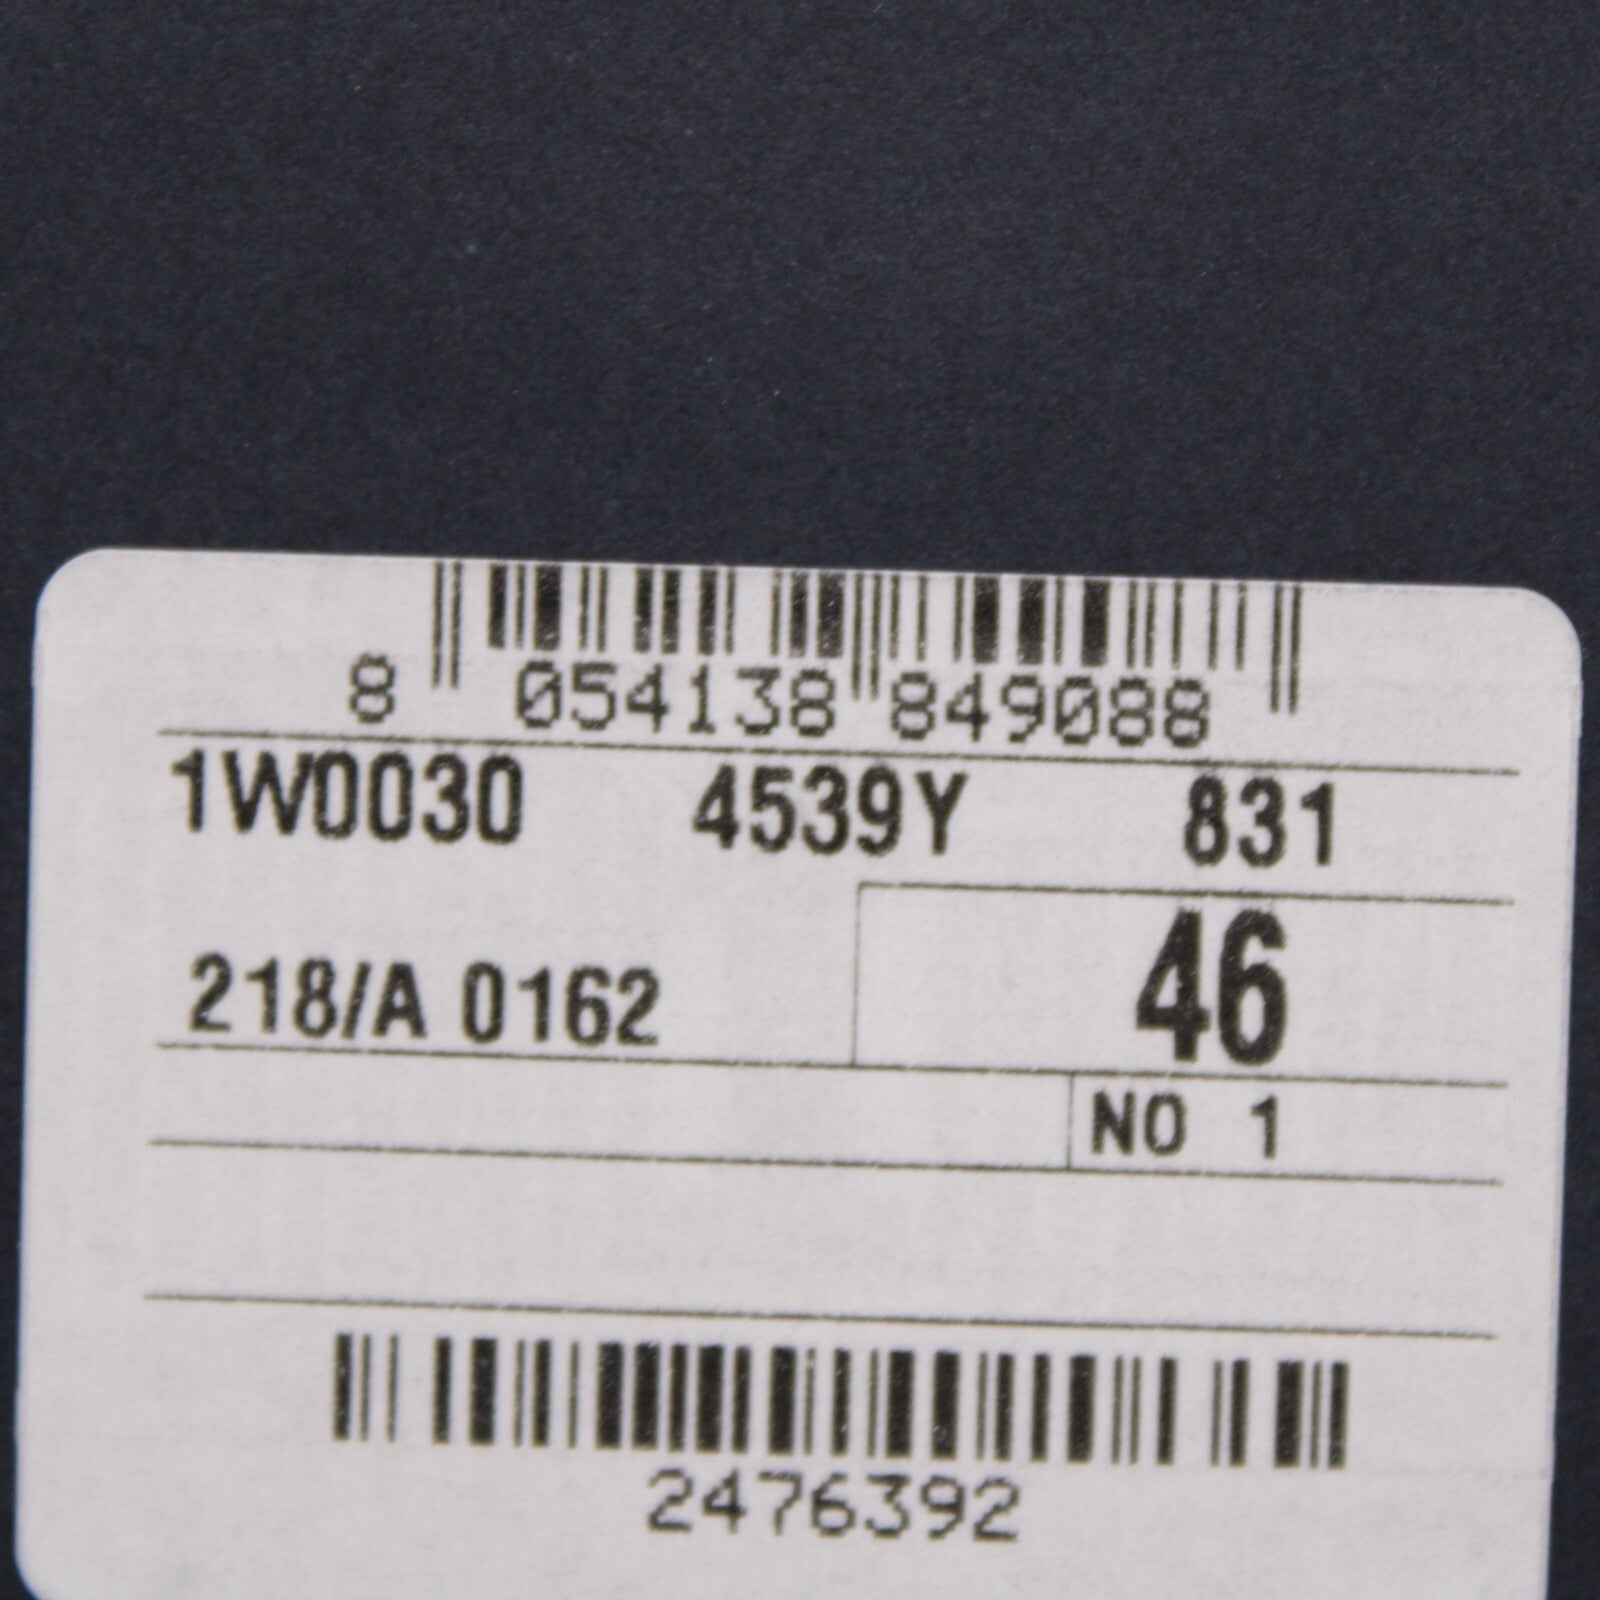 8 054138 849088
1W0030 4539Y 831
218/A 0162 46
NO 1
2476392